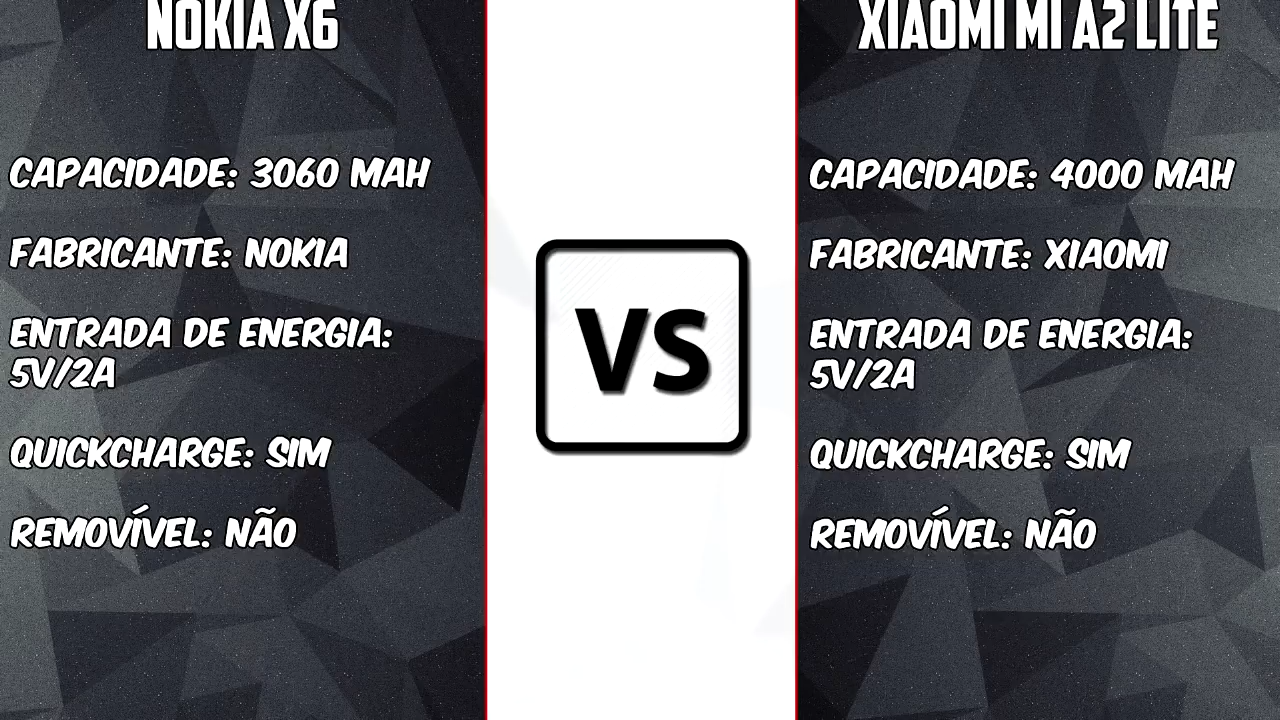 NOKIA X6
CAPACIDADE: 3060 MAH
FABRICANTE: NOKIA
ENTRADA DE ENERGIA:
5V/2A
QUICKCHARGE: SIM
REMOVÍVEL: NÃO
VS
XIAOMI MI A2 LITE
CAPACIDADE: 4000 MAH
FABRICANTE: XIAOMI
ENTRADA DE ENERGIA:
5V/2A
QUICKCHARGE: SIM
REMOVÍVEL: NÃO